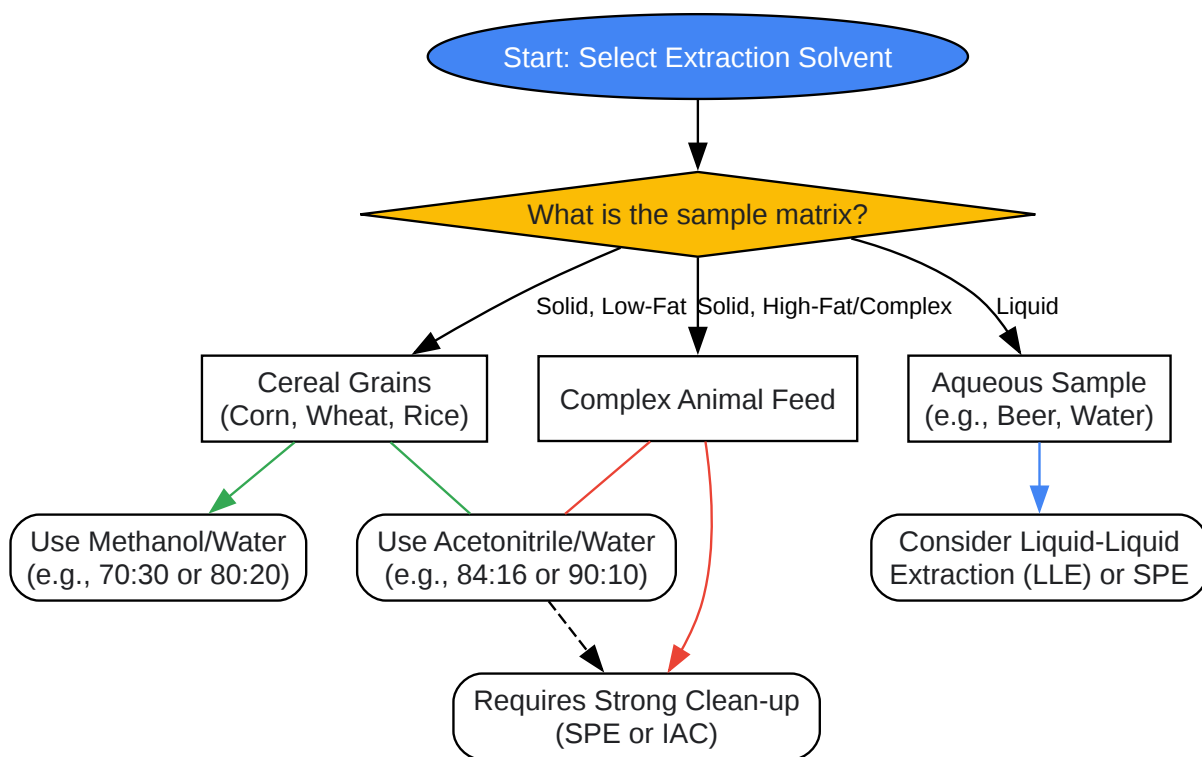 Start: Select Extraction Solvent
What is the sample matrix?
Solid, Low-Fat
Solid, High-Fat/Complex
Liquid
Cereal Grains
(Corn, Wheat, Rice)
Complex Animal Feed
Aqueous Sample
(e.g., Beer, Water)
Use Methanol/Water
(e.g., 70:30 or 80:20)
Use Acetonitrile/Water
(e.g., 84:16 or 90:10)
Consider Liquid-Liquid
Extraction (LLE) or SPE
Requires Strong Clean-up
(SPE or IAC)